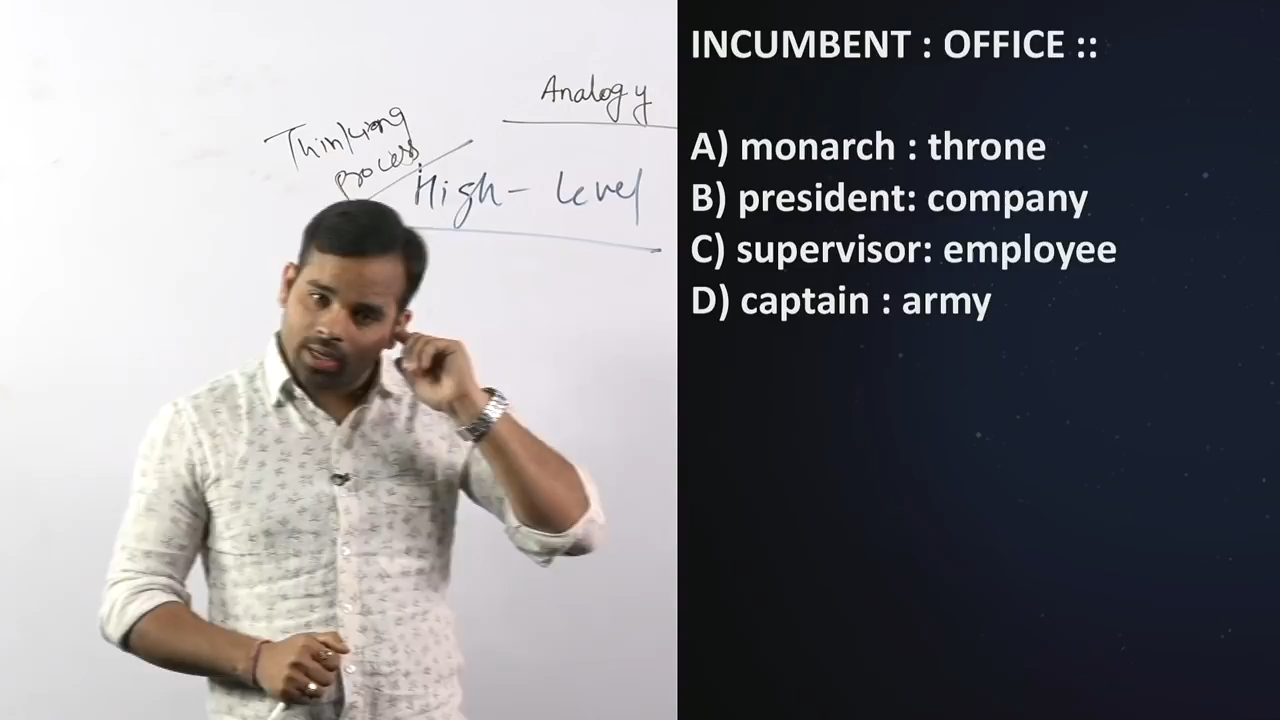 Analogy
Thinking
process
High - level
INCUMBENT : OFFICE ::
A) monarch : throne
B) president: company
C) supervisor: employee
D) captain : army